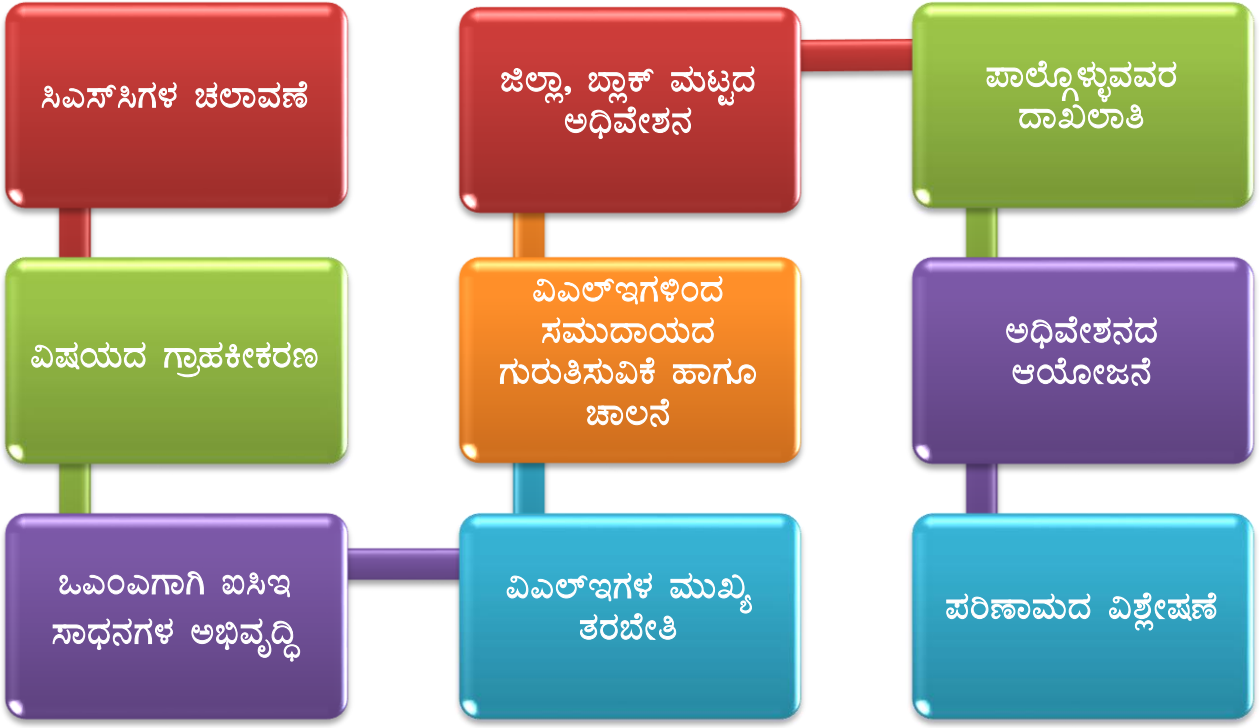 ಸಿಎಸ್‌ಸಿಗಳ ಚಲಾವಣೆ
ವಿಷಯದ ಗ್ರಾಹಕೀಕರಣ
ಒಎಂಎಗಾಗಿ ಐಸಿಇ
ಸಾಧನಗಳ ಅಭಿವೃದ್ಧಿ
ವಿಎಲ್‌ಇಗಳ ಮುಖ್ಯ
ತರಬೇತಿ
ವಿಎಲ್‌ಇಗಳಿಂದ
ಸಮುದಾಯದ
ಗುರುತಿಸುವಿಕೆ ಹಾಗೂ
ಚಾಲನೆ
ಜಿಲ್ಲಾ, ಬ್ಲಾಕ್ ಮಟ್ಟದ
ಅಧಿವೇಶನ
ಪಾಲ್ಗೊಳ್ಳುವವರ
ದಾಖಲಾತಿ
ಅಧಿವೇಶನದ
ಆಯೋಜನೆ
ಪರಿಣಾಮದ ವಿಶ್ಲೇಷಣೆ